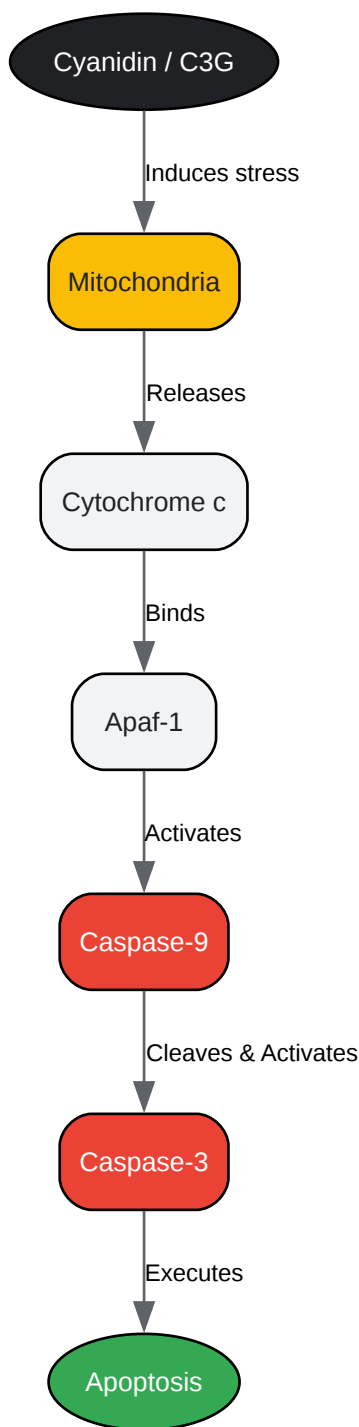 Cyanidin / C3G
Induces stress
Mitochondria
Releases
Cytochrome c
Binds
Apaf-1
Activates
Caspase-9
Cleaves & Activates
Caspase-3
Executes
Apoptosis